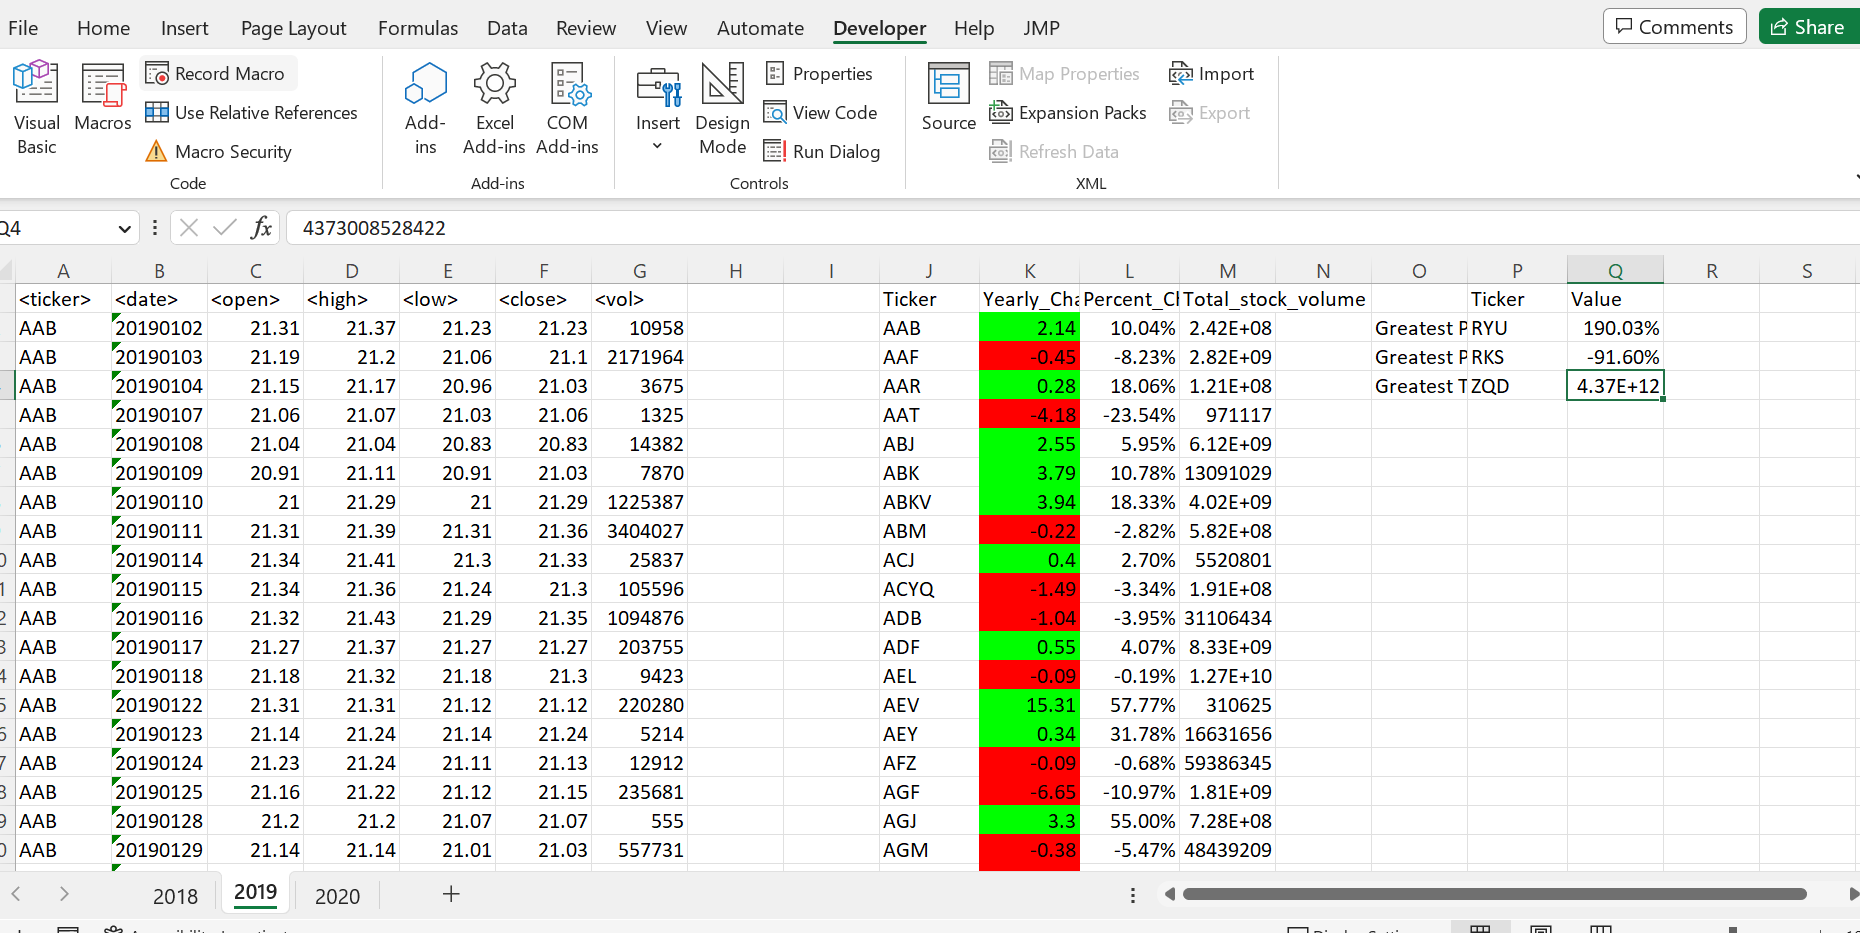 File Home Insert Page Layout Formulas Data Review View Automate Developer Help JMP Comments Share
Visual Basic
Macros
Record Macro
Use Relative References
Macro Security
Code
Add-ins
Excel Add-ins
COM Add-ins
Add-ins
Insert
Design Mode
Properties
View Code
Run Dialog
Controls
Source
Map Properties
Expansion Packs
Refresh Data
Import
Export
XML
Q4 fx 4373008528422
A B C D E F G H I J K L M N O P Q R S
<ticker> <date> <open> <high> <low> <close> <vol> Ticker Yearly_Cha Percent_Cl Total_stock_volume Ticker Value
AAB 20190102 21.31 21.37 21.23 21.23 10958 AAB 2.14 10.04% 2.42E+08 Greatest P RYU 190.03%
AAB 20190103 21.19 21.2 21.06 21.1 2171964 AAF -0.45 -8.23% 2.82E+09 Greatest P RKS -91.60%
AAB 20190104 21.15 21.17 20.96 21.03 3675 AAR 0.28 18.06% 1.21E+08 Greatest T ZQD 4.37E+12
AAB 20190107 21.06 21.07 21.03 21.06 1325 AAT -4.18 -23.54% 971117
AAB 20190108 21.04 21.04 20.83 20.83 14382 ABJ 2.55 5.95% 6.12E+09
AAB 20190109 20.91 21.11 20.91 21.03 7870 ABK 3.79 10.78% 13091029
AAB 20190110 21 21.29 21 21.29 1225387 ABKV 3.94 18.33% 4.02E+09
AAB 20190111 21.31 21.39 21.31 21.36 3404027 ABM -0.22 -2.82% 5.82E+08
AAB 20190114 21.34 21.41 21.3 21.33 25837 ACJ 0.4 2.70% 5520801
AAB 20190115 21.34 21.36 21.24 21.3 105596 ACYQ -1.49 -3.34% 1.91E+08
AAB 20190116 21.32 21.43 21.29 21.35 1094876 ADB -1.04 -3.95% 31106434
AAB 20190117 21.27 21.37 21.27 21.27 203755 ADF 0.55 4.07% 8.33E+09
AAB 20190118 21.18 21.32 21.18 21.3 9423 AEL -0.09 -0.19% 1.27E+10
AAB 20190122 21.31 21.31 21.12 21.12 220280 AEV 15.31 57.77% 310625
AAB 20190123 21.14 21.24 21.14 21.24 5214 AEY 0.34 31.78% 16631656
AAB 20190124 21.23 21.24 21.11 21.13 12912 AFZ -0.09 -0.68% 59386345
AAB 20190125 21.16 21.22 21.12 21.15 235681 AGF -6.65 -10.97% 1.81E+09
AAB 20190128 21.2 21.2 21.07 21.07 555 AGJ 3.3 55.00% 7.28E+08
AAB 20190129 21.14 21.14 21.01 21.03 557731 AGM -0.38 -5.47% 48439209
2018 2019 2020